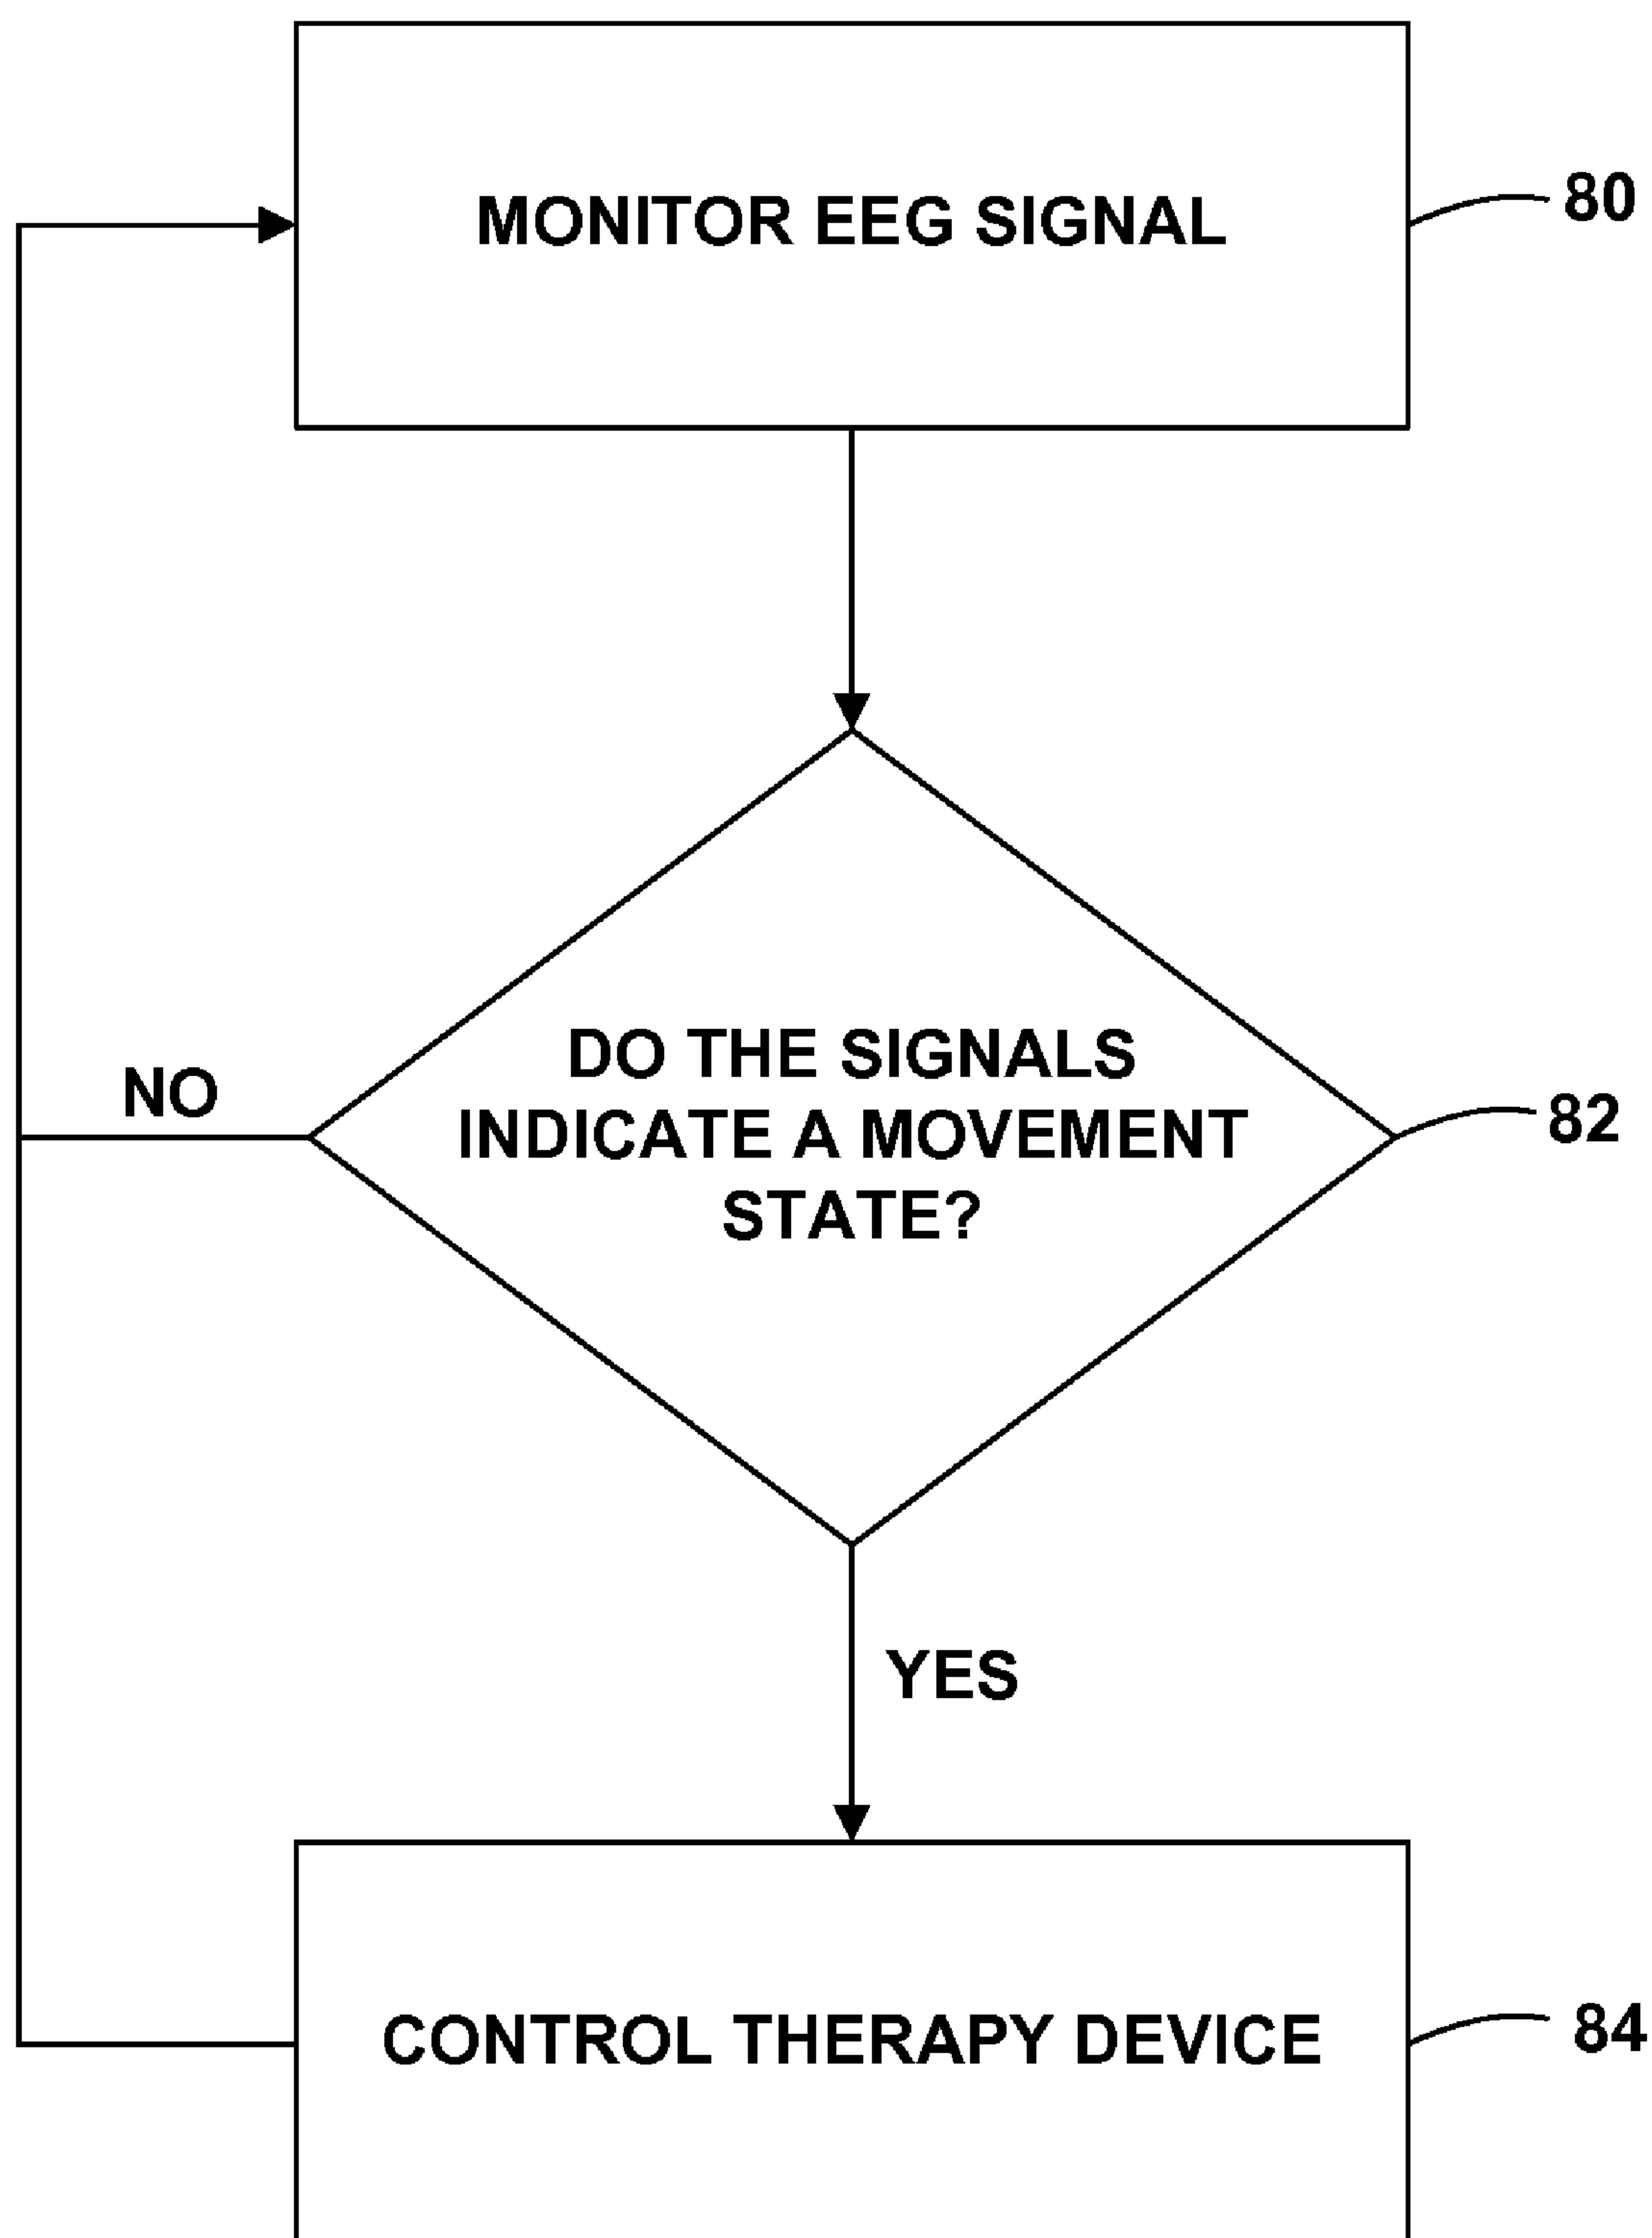 MONITOR EEG SIGNAL
80
DO THE SIGNALS
INDICATE A MOVEMENT
STATE?
82
NO
YES
CONTROL THERAPY DEVICE
84